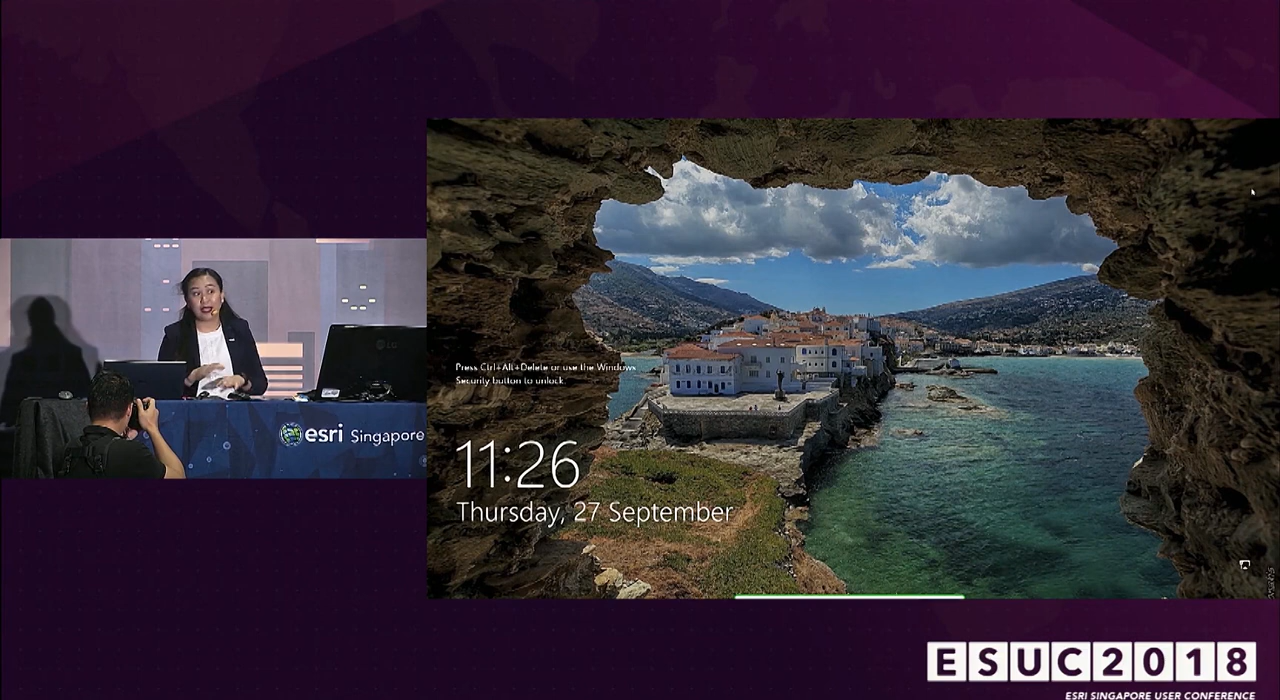 Press Ctrl+Alt+Delete or use the Windows
Security button to unlock.
11:26
Thursday, 27 September
LG
esri Singapore
ESUC2018
ESRI SINGAPORE USER CONFERENCE